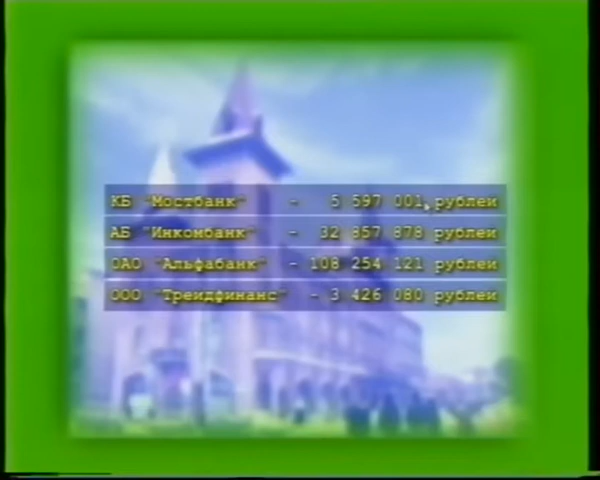 КБ "Мостбанк" - 5 597 001 рублей
АБ "Инкомбанк" - 32 857 878 рублей
ОАО "Альфабанк" - 108 254 121 рублей
ООО "Трейдфинанс" - 3 426 080 рублей